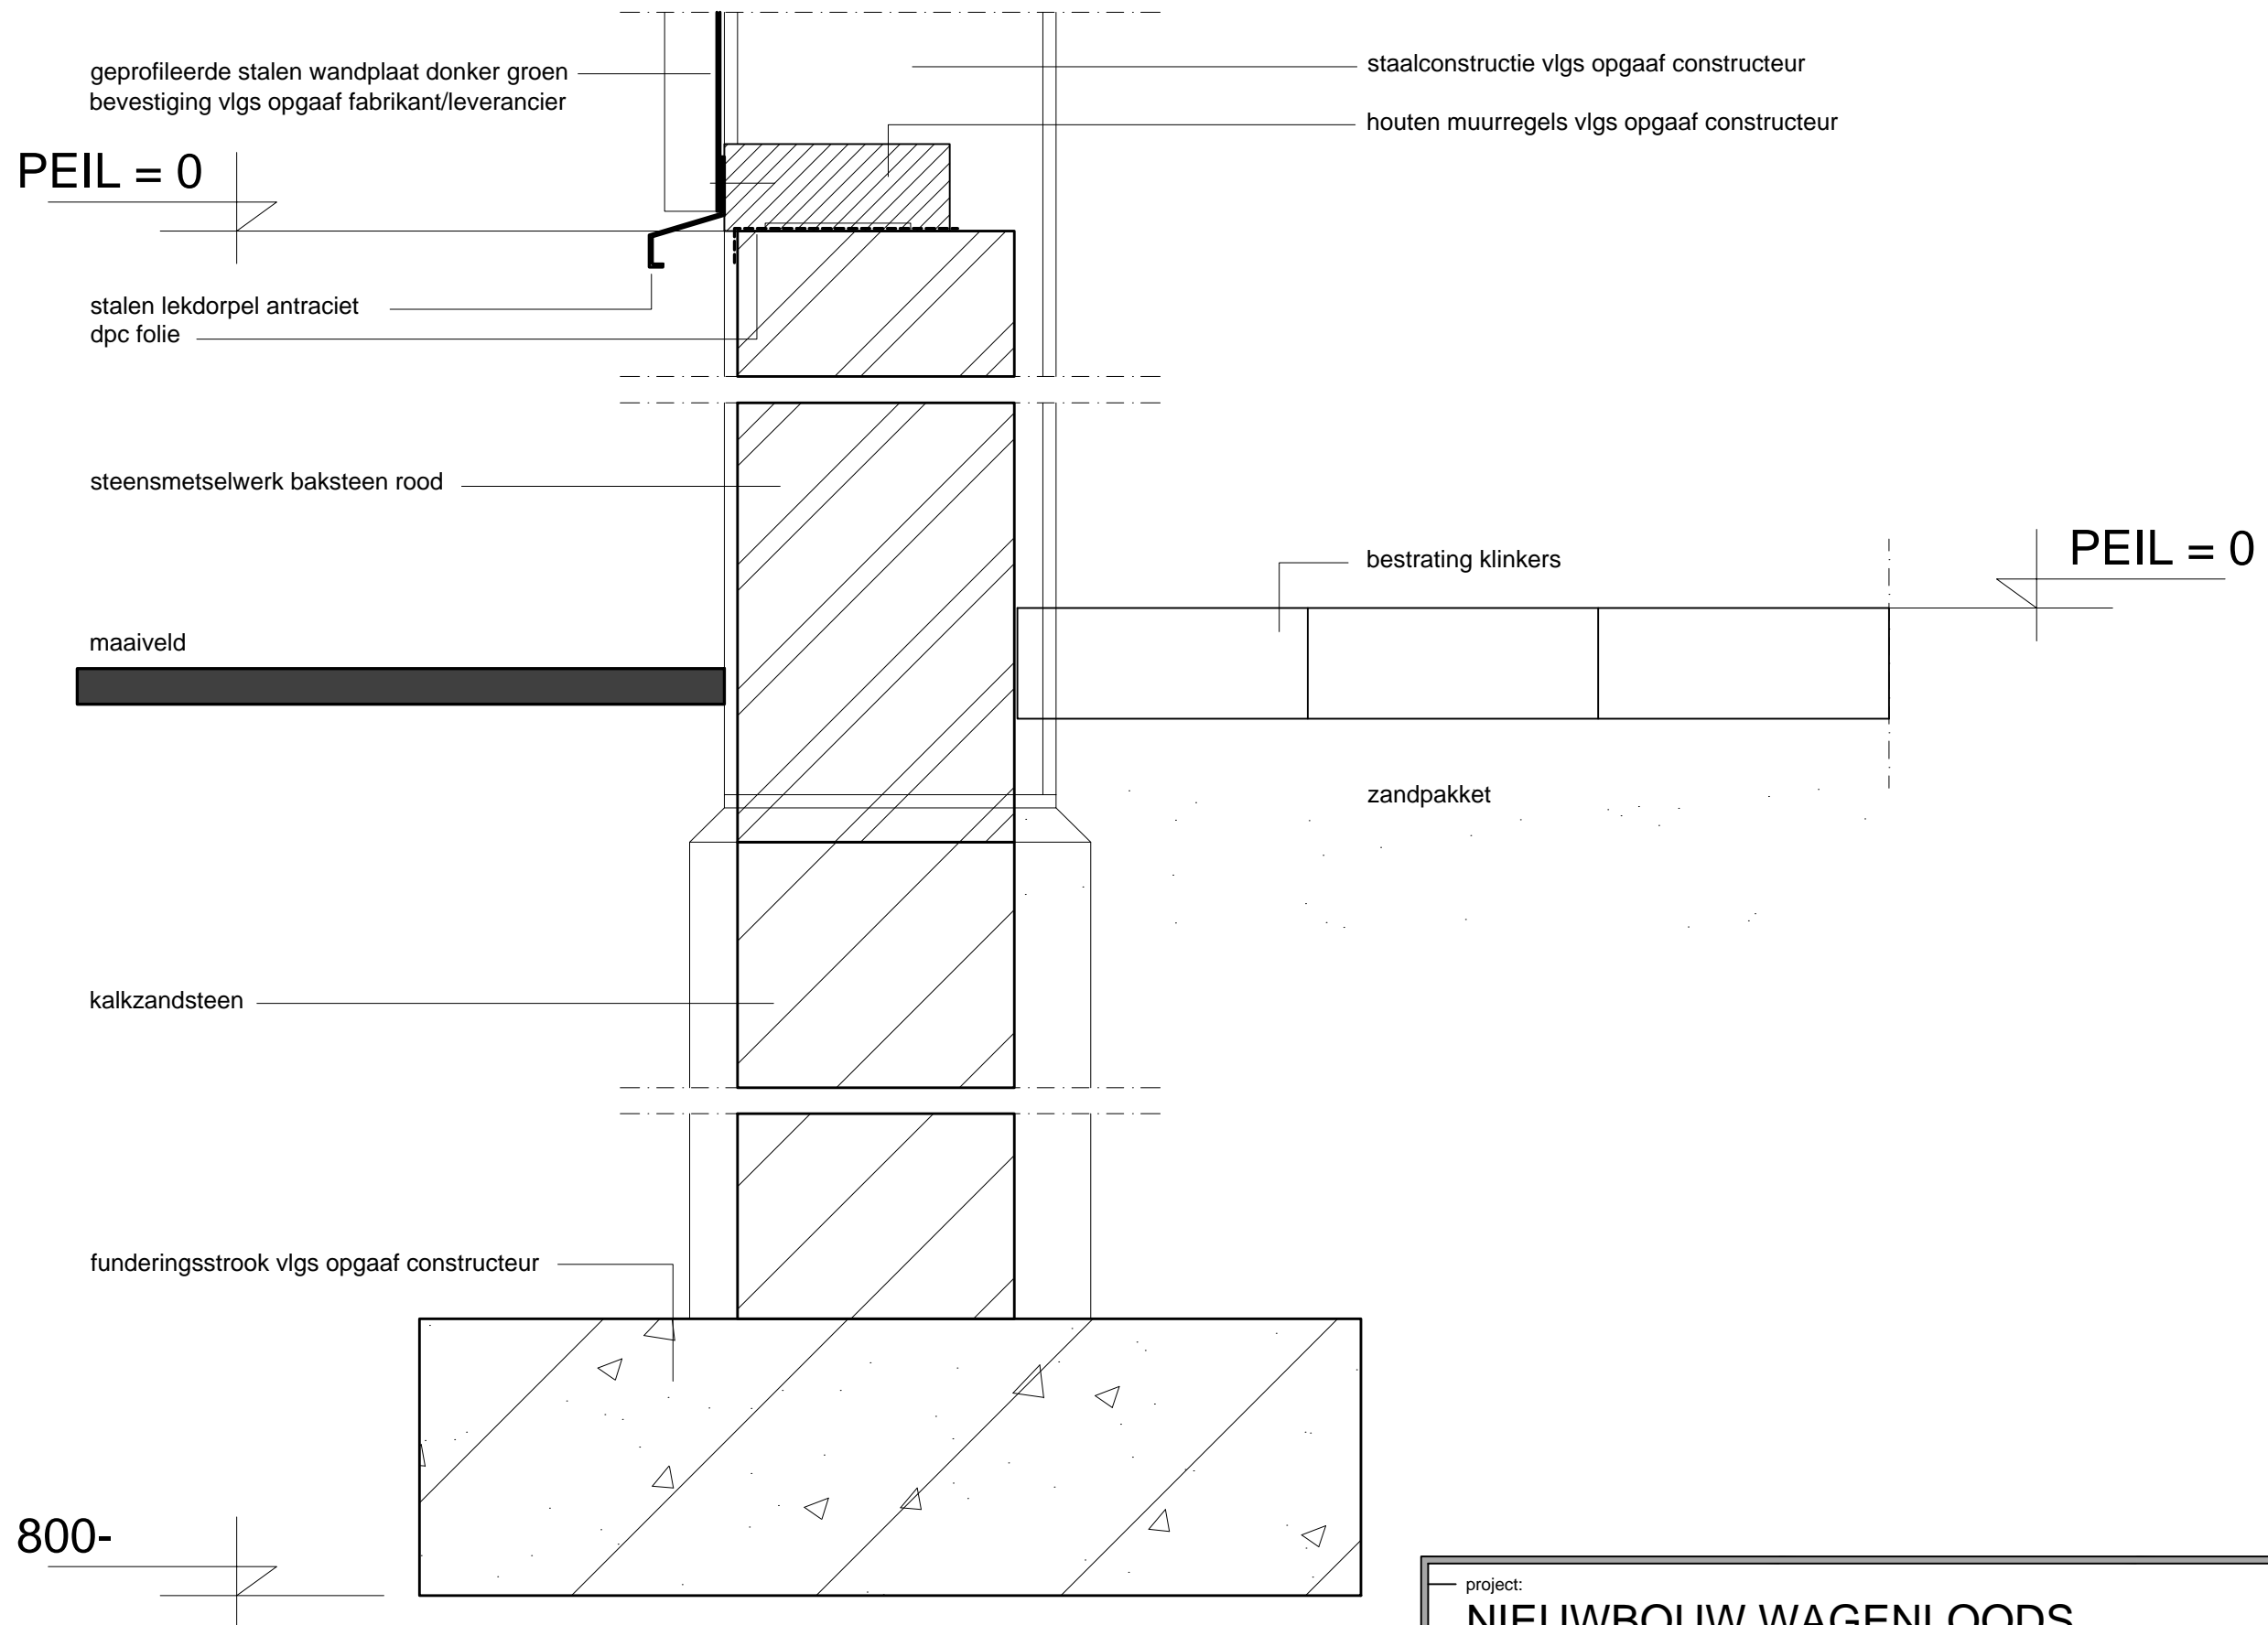 geprofileerde stalen wandplaat donker groen
bevestiging vlgs opgaaf fabrikant/leverancier
staalconstructie vlgs opgaaf constructeur
houten muurregels vlgs opgaaf constructeur
PEIL = 0
stalen lekdorpel antraciet
dpc folie
steensmetselwerk baksteen rood
bestrating klinkers
PEIL = 0
maaiveld
zandpakket
kalkzandsteen
funderingsstrook vlgs opgaaf constructeur
800-
project:
NIEUWBOUW WAGENLOODS